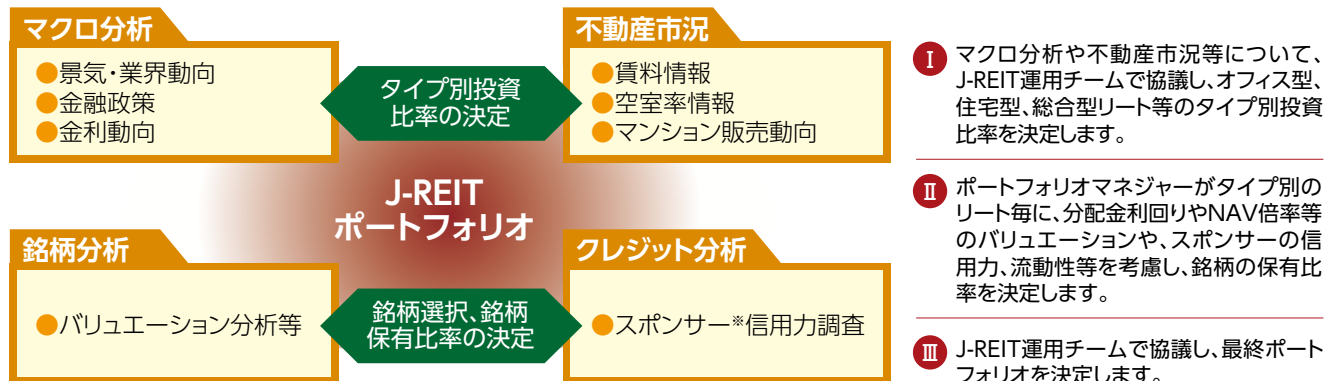 マクロ分析
●景気・業界動向
●金融政策
●金利動向
タイプ別投資
比率の決定
不動産市況
●賃料情報
●空室率情報
●マンション販売動向
J-REIT
ポートフォリオ
銘柄分析
●バリュエーション分析等
銘柄選択、銘柄
保有比率の決定
クレジット分析
●スポンサー※信用力調査
Ⅰ マクロ分析や不動産市況等について、
J-REIT運用チームで協議し、オフィス型、
住宅型、総合型リート等のタイプ別投資
比率を決定します。
Ⅱ ポートフォリオマネジャーがタイプ別の
リート毎に、分配金利回りやNAV倍率等
のバリュエーションや、スポンサーの信
用力、流動性等を考慮し、銘柄の保有比
率を決定します。
Ⅲ J-REIT運用チームで協議し、最終ポート
フォリオを決定します。